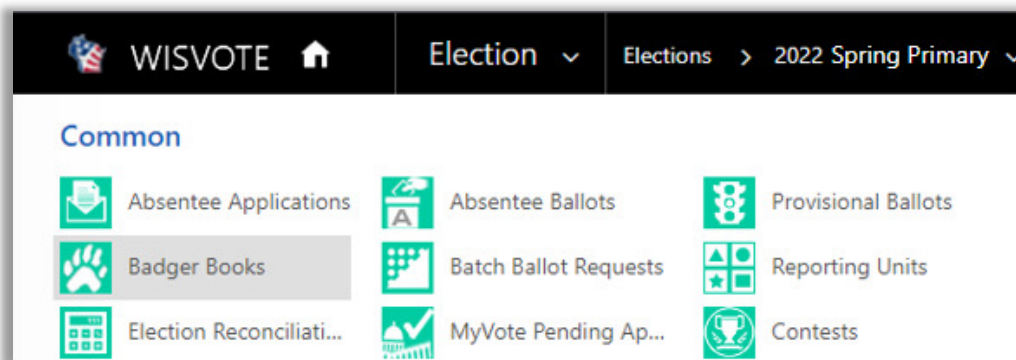 WISVOTE Election Elections > 2022 Spring Primary
Common
Absentee Applications Absentee Ballots Provisional Ballots
Badger Books Batch Ballot Requests Reporting Units
Election Reconciliati... MyVote Pending Ap... Contests